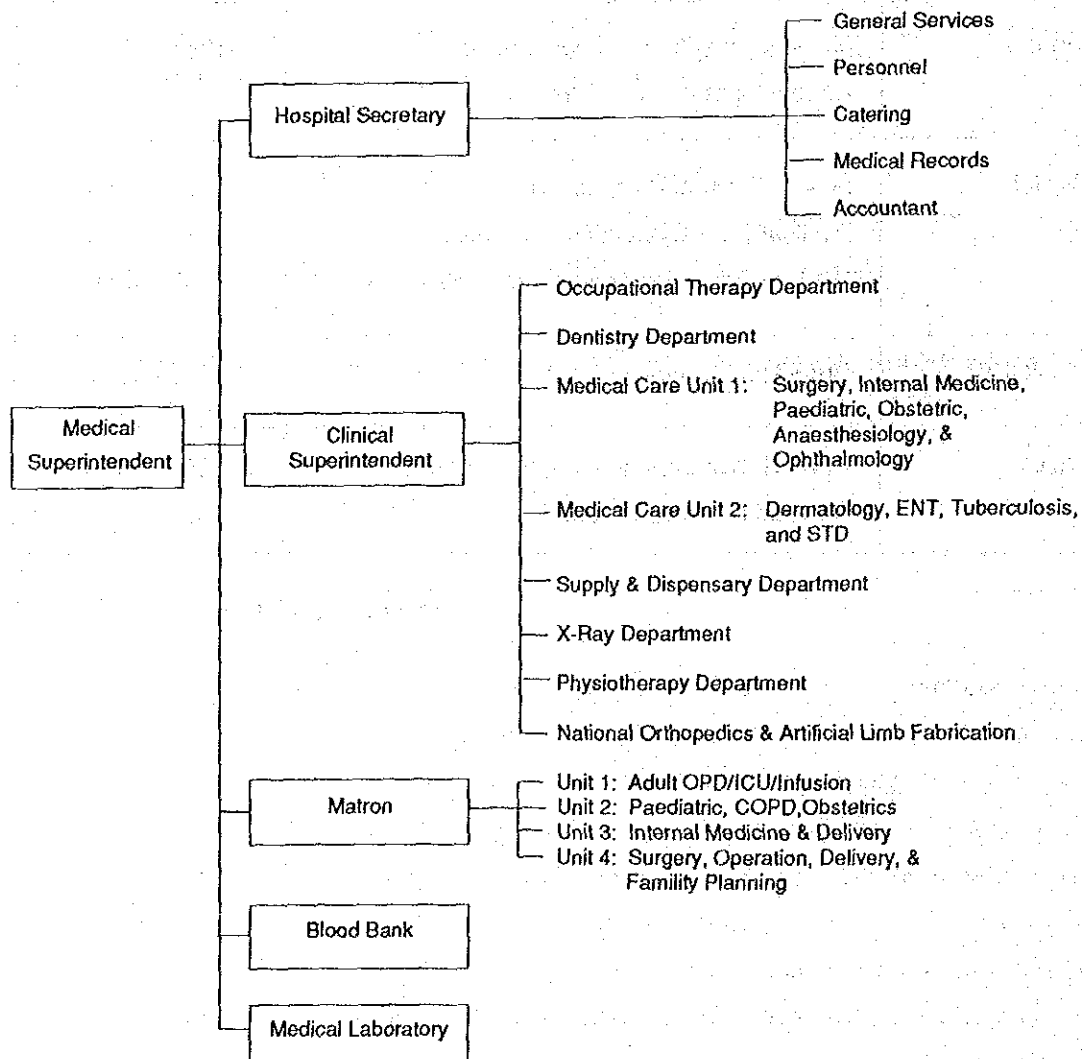 General Services
Personnel
Hospital Secretary
Catering
Medical Records
Accountant
Occupational Therapy Department
Dentistry Department
Medical Care Unit 1: Surgery, Internal Medicine,
Paediatric, Obstetric,
Anaesthesiology, &
Ophthalmology
Medical
Superintendent
Clinical
Superintendent
Medical Care Unit 2: Dermatology, ENT, Tuberculosis,
and STD
Supply & Dispensary Department
X-Ray Department
Physiotherapy Department
National Orthopedics & Artificial Limb Fabrication
Matron
Unit 1: Adult OPD/ICU/Infusion
Unit 2: Paediatric, COPD,Obstetrics
Unit 3: Internal Medicine & Delivery
Unit 4: Surgery, Operation, Delivery, &
Famility Planning
Blood Bank
Medical Laboratory